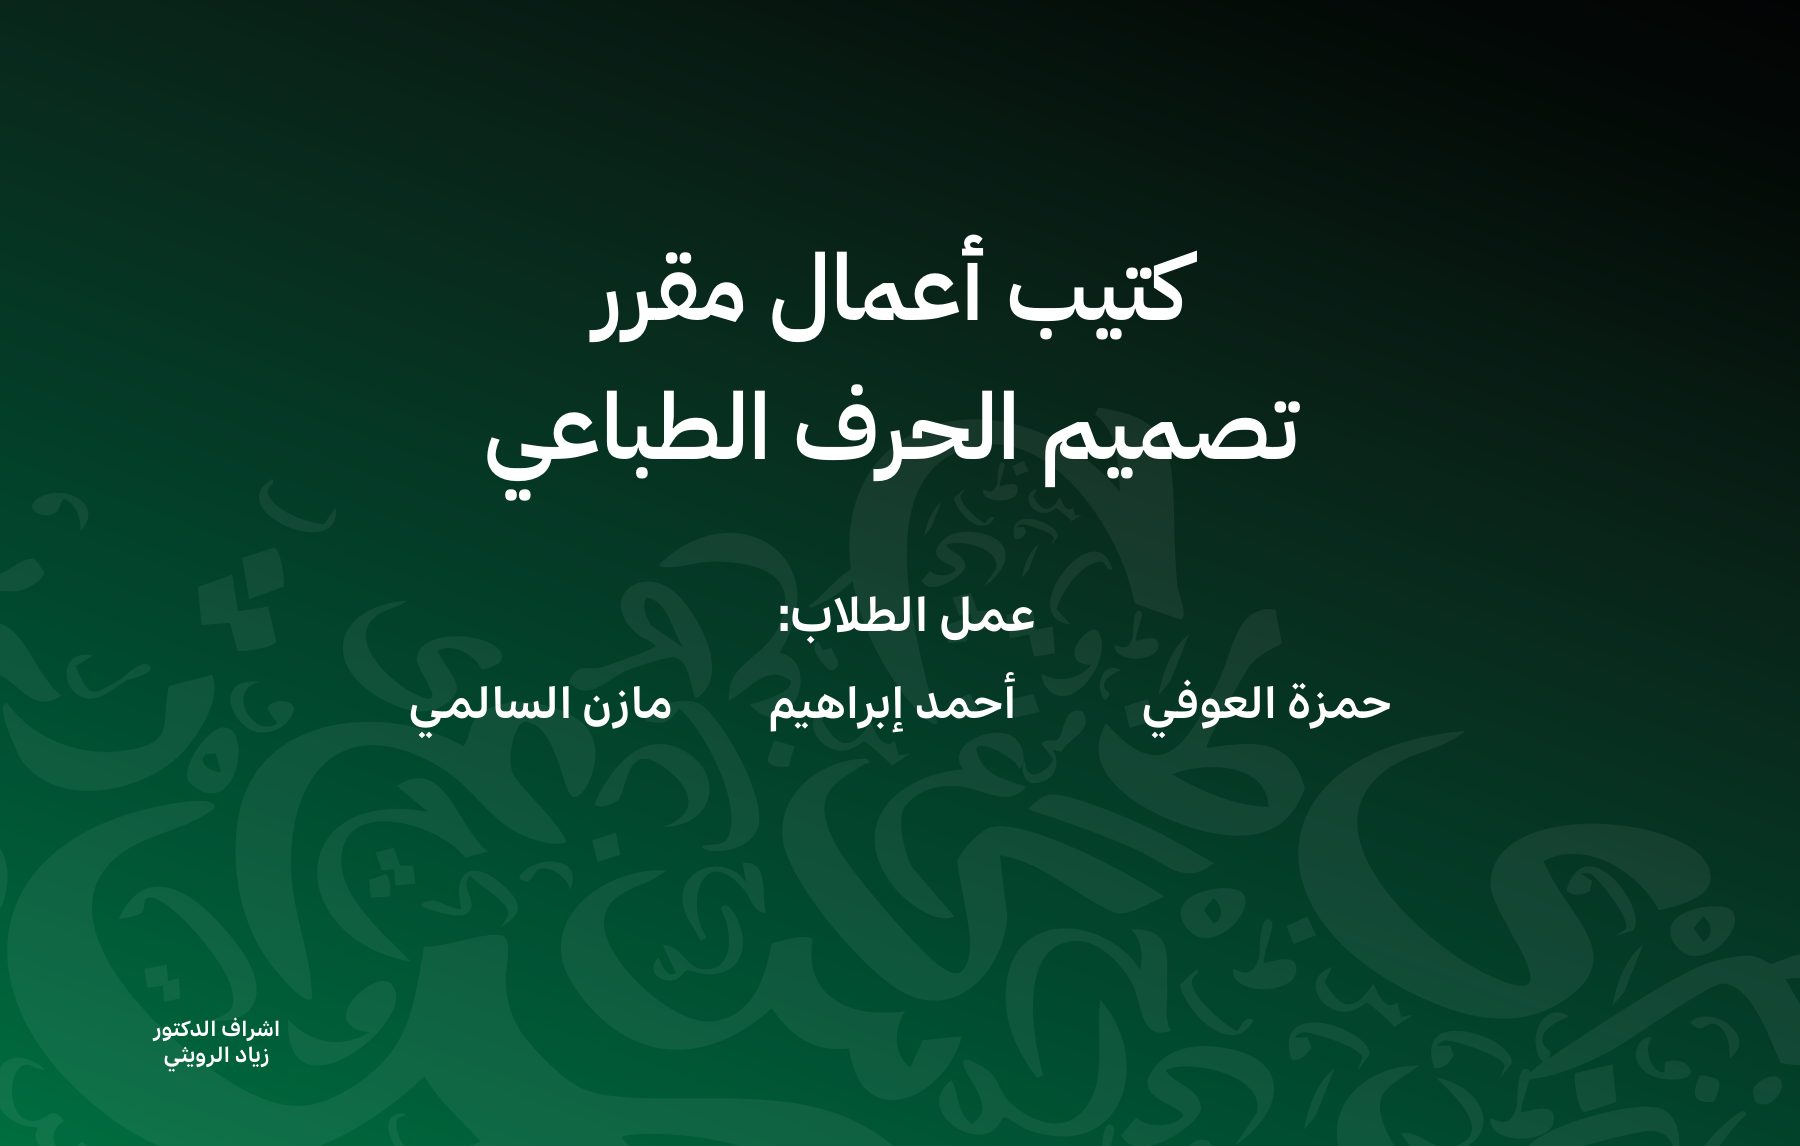 كتيب أعمال مقرر
تصميم الحرف الطباعي
عمل الطلاب:
حمزة العوفي أحمد إبراهيم مازن السالمي
اشراف الدكتور
زياد الرويثي